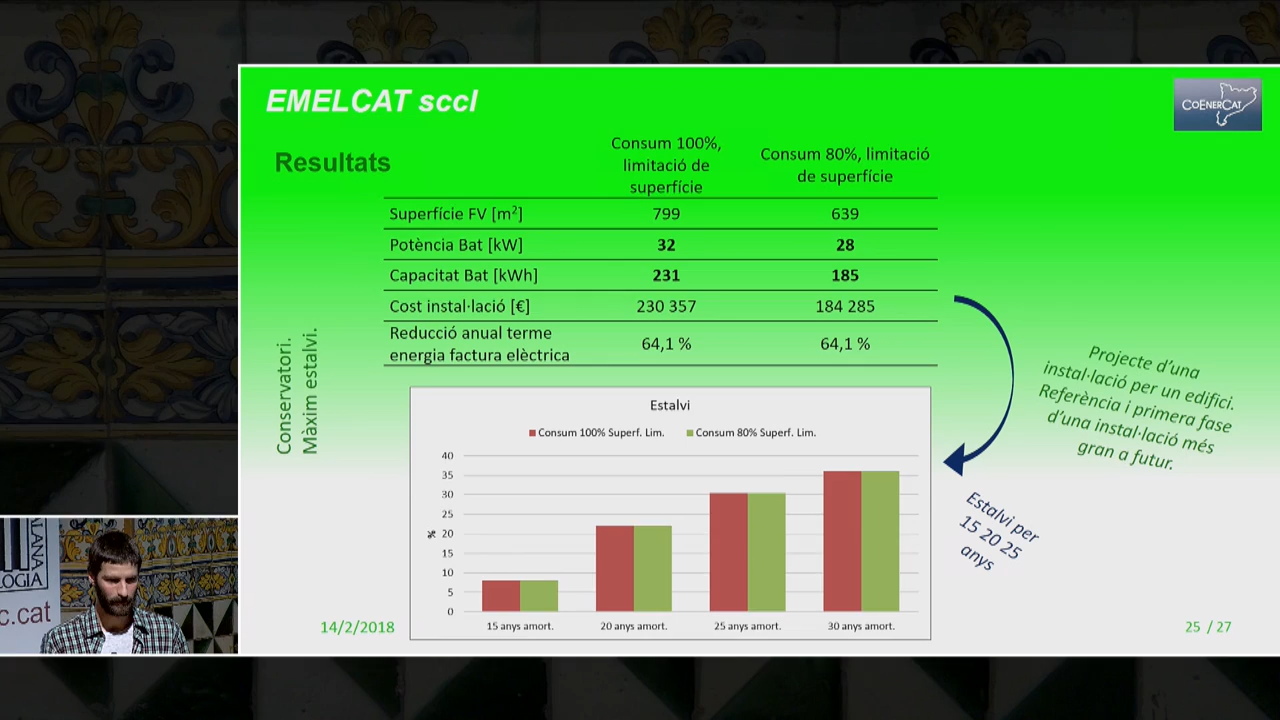 EMELCAT sccl
COENERCAT
Resultats
Consum 100%,
limitació de
superfície
Consum 80%, limitació
de superfície
Superfície FV [m²] 799 639
Potència Bat [kW] 32 28
Capacitat Bat [kWh] 231 185
Cost instal·lació [€] 230 357 184 285
Reducció anual terme
energia factura elèctrica 64,1 % 64,1 %
Conservatori.
Màxim estalvi.
Projecte d'una
instal·lació per un edifici.
Referència i primera fase
d'una instal·lació més
gran a futur.
Estalvi
Consum 100% Superf. Lim. Consum 80% Superf. Lim.
40
35
30
25
20
15
10
5
0
%
15 anys amort. 20 anys amort. 25 anys amort. 30 anys amort.
Estalvi per
15 20 25
anys
14/2/2018
25 / 27
ALANA
LOGIA
c.cat